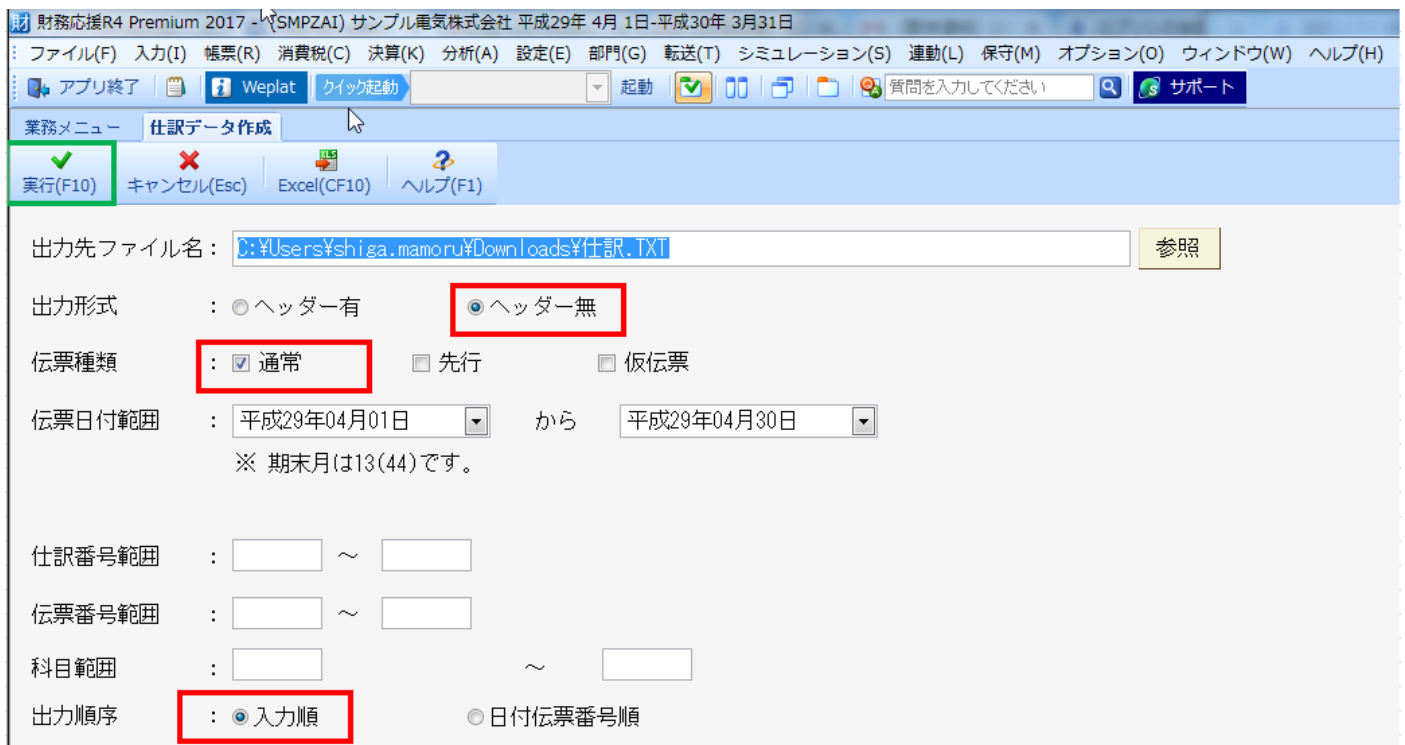 財 財務応援R4 Premium 2017 - (SMPZAI) サンプル電気株式会社 平成29年 4月 1日-平成30年 3月31日
ファイル(F) 入力(I) 帳票(R) 消費税(C) 決算(K) 分析(A) 設定(E) 部門(G) 転送(T) シミュレーション(S) 連動(L) 保守(M) オプション(O) ウィンドウ(W) ヘルプ(H)
アプリ終了 Weplat クイック起動 起動 質問を入力してください サポート
業務メニュー 仕訳データ作成
実行(F10) キャンセル(Esc) Excel(CF10) ヘルプ(F1)
出力先ファイル名： C:¥Users¥shiga.mamoru¥Downloads¥仕訳.TXT 参照
出力形式 ： ヘッダー有 ヘッダー無
伝票種類 ： 通常 先行 仮伝票
伝票日付範囲 ： 平成29年04月01日 から 平成29年04月30日
※ 期末月は13(44)です。
仕訳番号範囲 ： ～
伝票番号範囲 ： ～
科目範囲 ： ～
出力順序 ： 入力順 日付伝票番号順